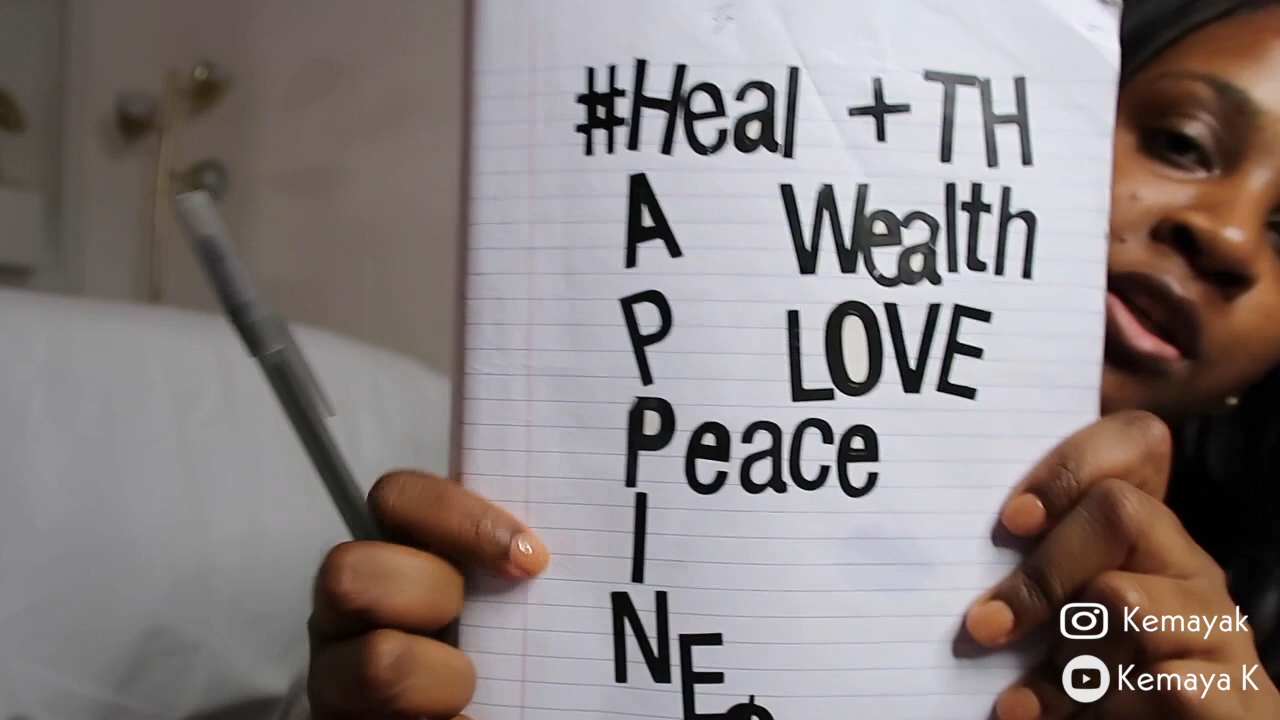 #Heal + TH
A Wealth
P LOVE
Peace
I
N
E
Kemayak
Kemaya K